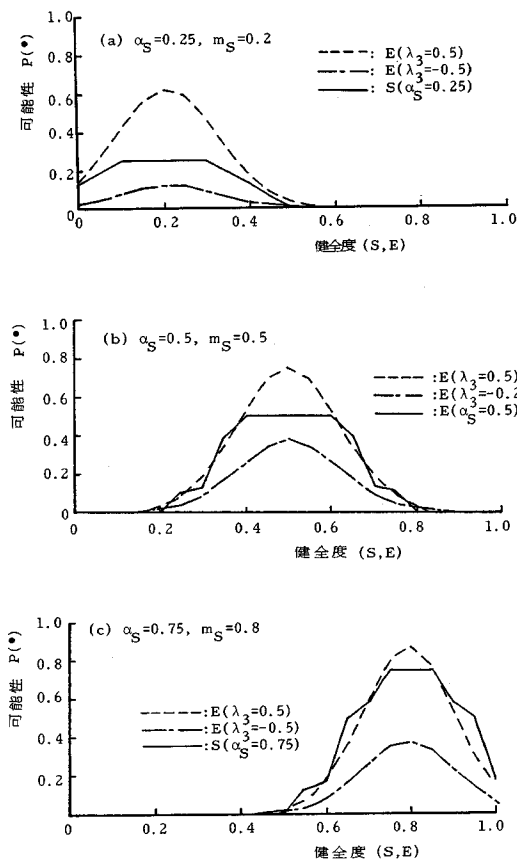 (a) αS=0.25, mS=0.2
---: E(λ3=0.5)
—-—: E(λ3=-0.5)
——: S(αS=0.25)
可能性 P(•)
1.0
0.8
0.6
0.4
0.2
0
0 0.2 0.4 0.6 0.8 1.0
健全度 (S,E)
(b) αS=0.5, mS=0.5
---:E(λ3=0.5)
—-—:E(λ3=-0.2
——:E(αS=0.5)
可能性 P(•)
1.0
0.8
0.6
0.4
0.2
0
0 0.2 0.4 0.6 0.8 1.0
健全度 (S,E)
(c) αS=0.75, mS=0.8
---:E(λ3=0.5)
—-—:E(λ3=-0.5)
——:S(αS=0.75)
可能性 P(•)
1.0
0.8
0.6
0.4
0.2
0 0.2 0.4 0.6 0.8 1.0
健全度 (S,E)